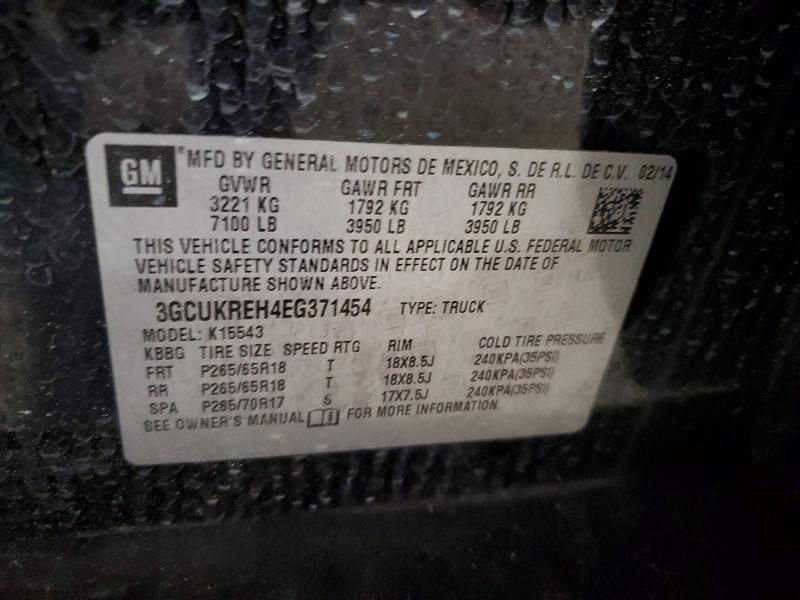 GM *MFD BY GENERAL MOTORS DE MEXICO, S. DE R.L. DE C.V. 02/14
GVWR GAWR FRT GAWR RR
3221 KG 1792 KG 1792 KG
7100 LB 3950 LB 3950 LB
THIS VEHICLE CONFORMS TO ALL APPLICABLE U.S. FEDERAL MOTOR
VEHICLE SAFETY STANDARDS IN EFFECT ON THE DATE OF
MANUFACTURE SHOWN ABOVE.
3GCUKREH4EG371454 TYPE: TRUCK
MODEL: K15543
KBBG TIRE SIZE SPEED RTG RIM COLD TIRE PRESSURE
FRT P265/65R18 T 18X8.5J 240KPA(35PSI)
RR P265/65R18 T 18X8.5J 240KPA(35PSI)
SPA P265/70R17 S 17X7.5J 240KPA(35PSI)
SEE OWNER'S MANUAL FOR MORE INFORMATION.